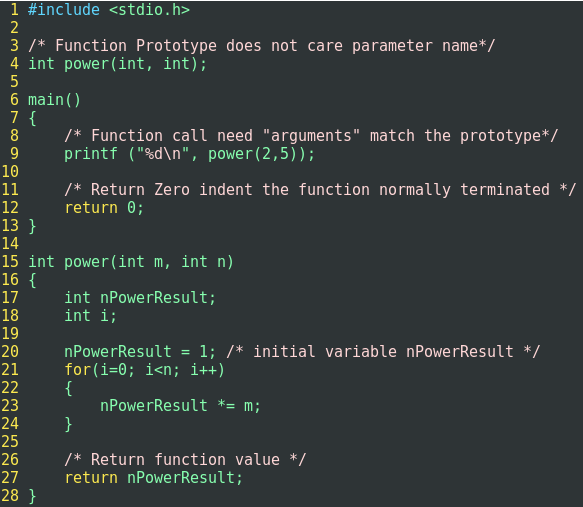 1 #include <stdio.h>
2
3 /* Function Prototype does not care parameter name*/
4 int power(int, int);
5
6 main()
7 {
8     /* Function call need "arguments" match the prototype*/
9     printf ("%d\n", power(2,5));
10
11     /* Return Zero indent the function normally terminated */
12     return 0;
13 }
14
15 int power(int m, int n)
16 {
17     int nPowerResult;
18     int i;
19
20     nPowerResult = 1; /* initial variable nPowerResult */
21     for(i=0; i<n; i++)
22     {
23         nPowerResult *= m;
24     }
25
26     /* Return function value */
27     return nPowerResult;
28 }